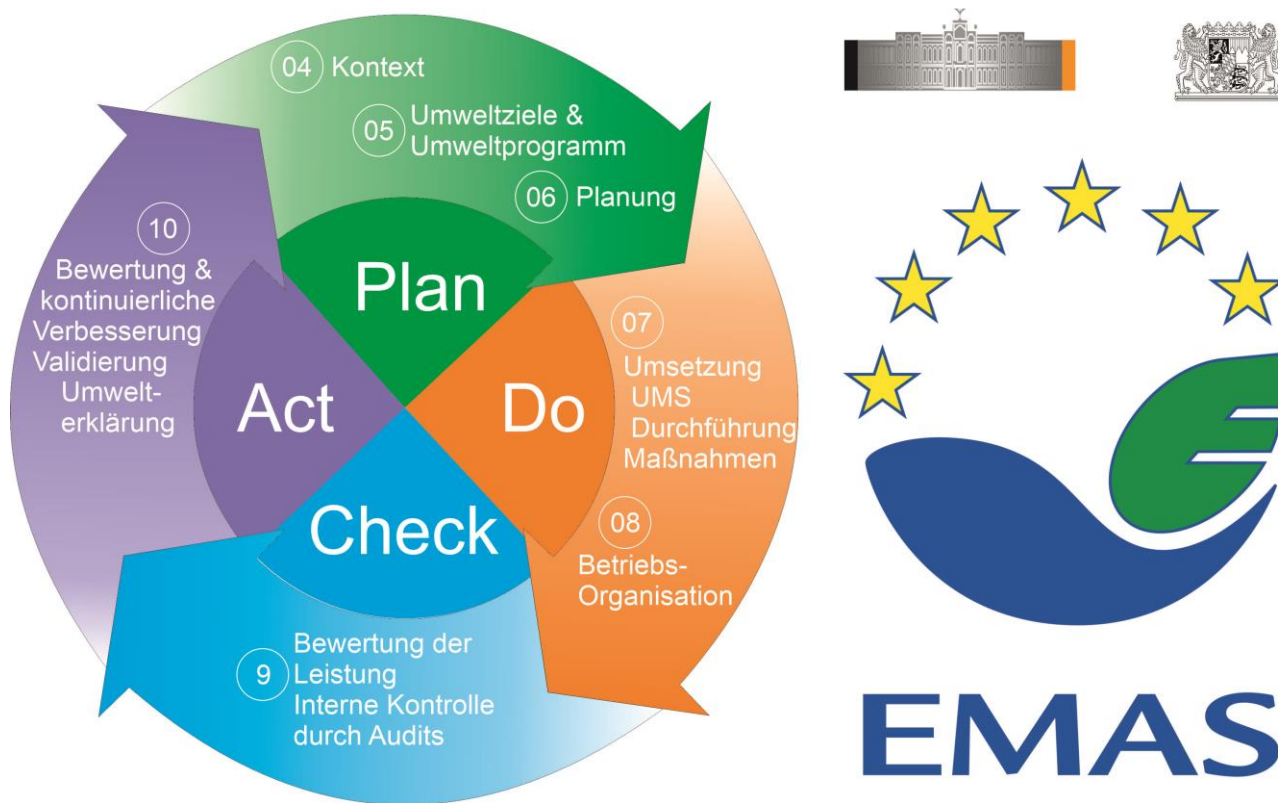 04 Kontext
05 Umweltziele &
Umweltprogramm
06 Planung
Plan
07
Umsetzung
UMS
Durchführung
Maßnahmen
08
Betriebs-
Organisation
Do
9 Bewertung der
Leistung
Interne Kontrolle
durch Audits
Check
10
Bewertung &
kontinuierliche
Verbesserung
Validierung
Umwelt-
erklärung
Act
E
EMAS